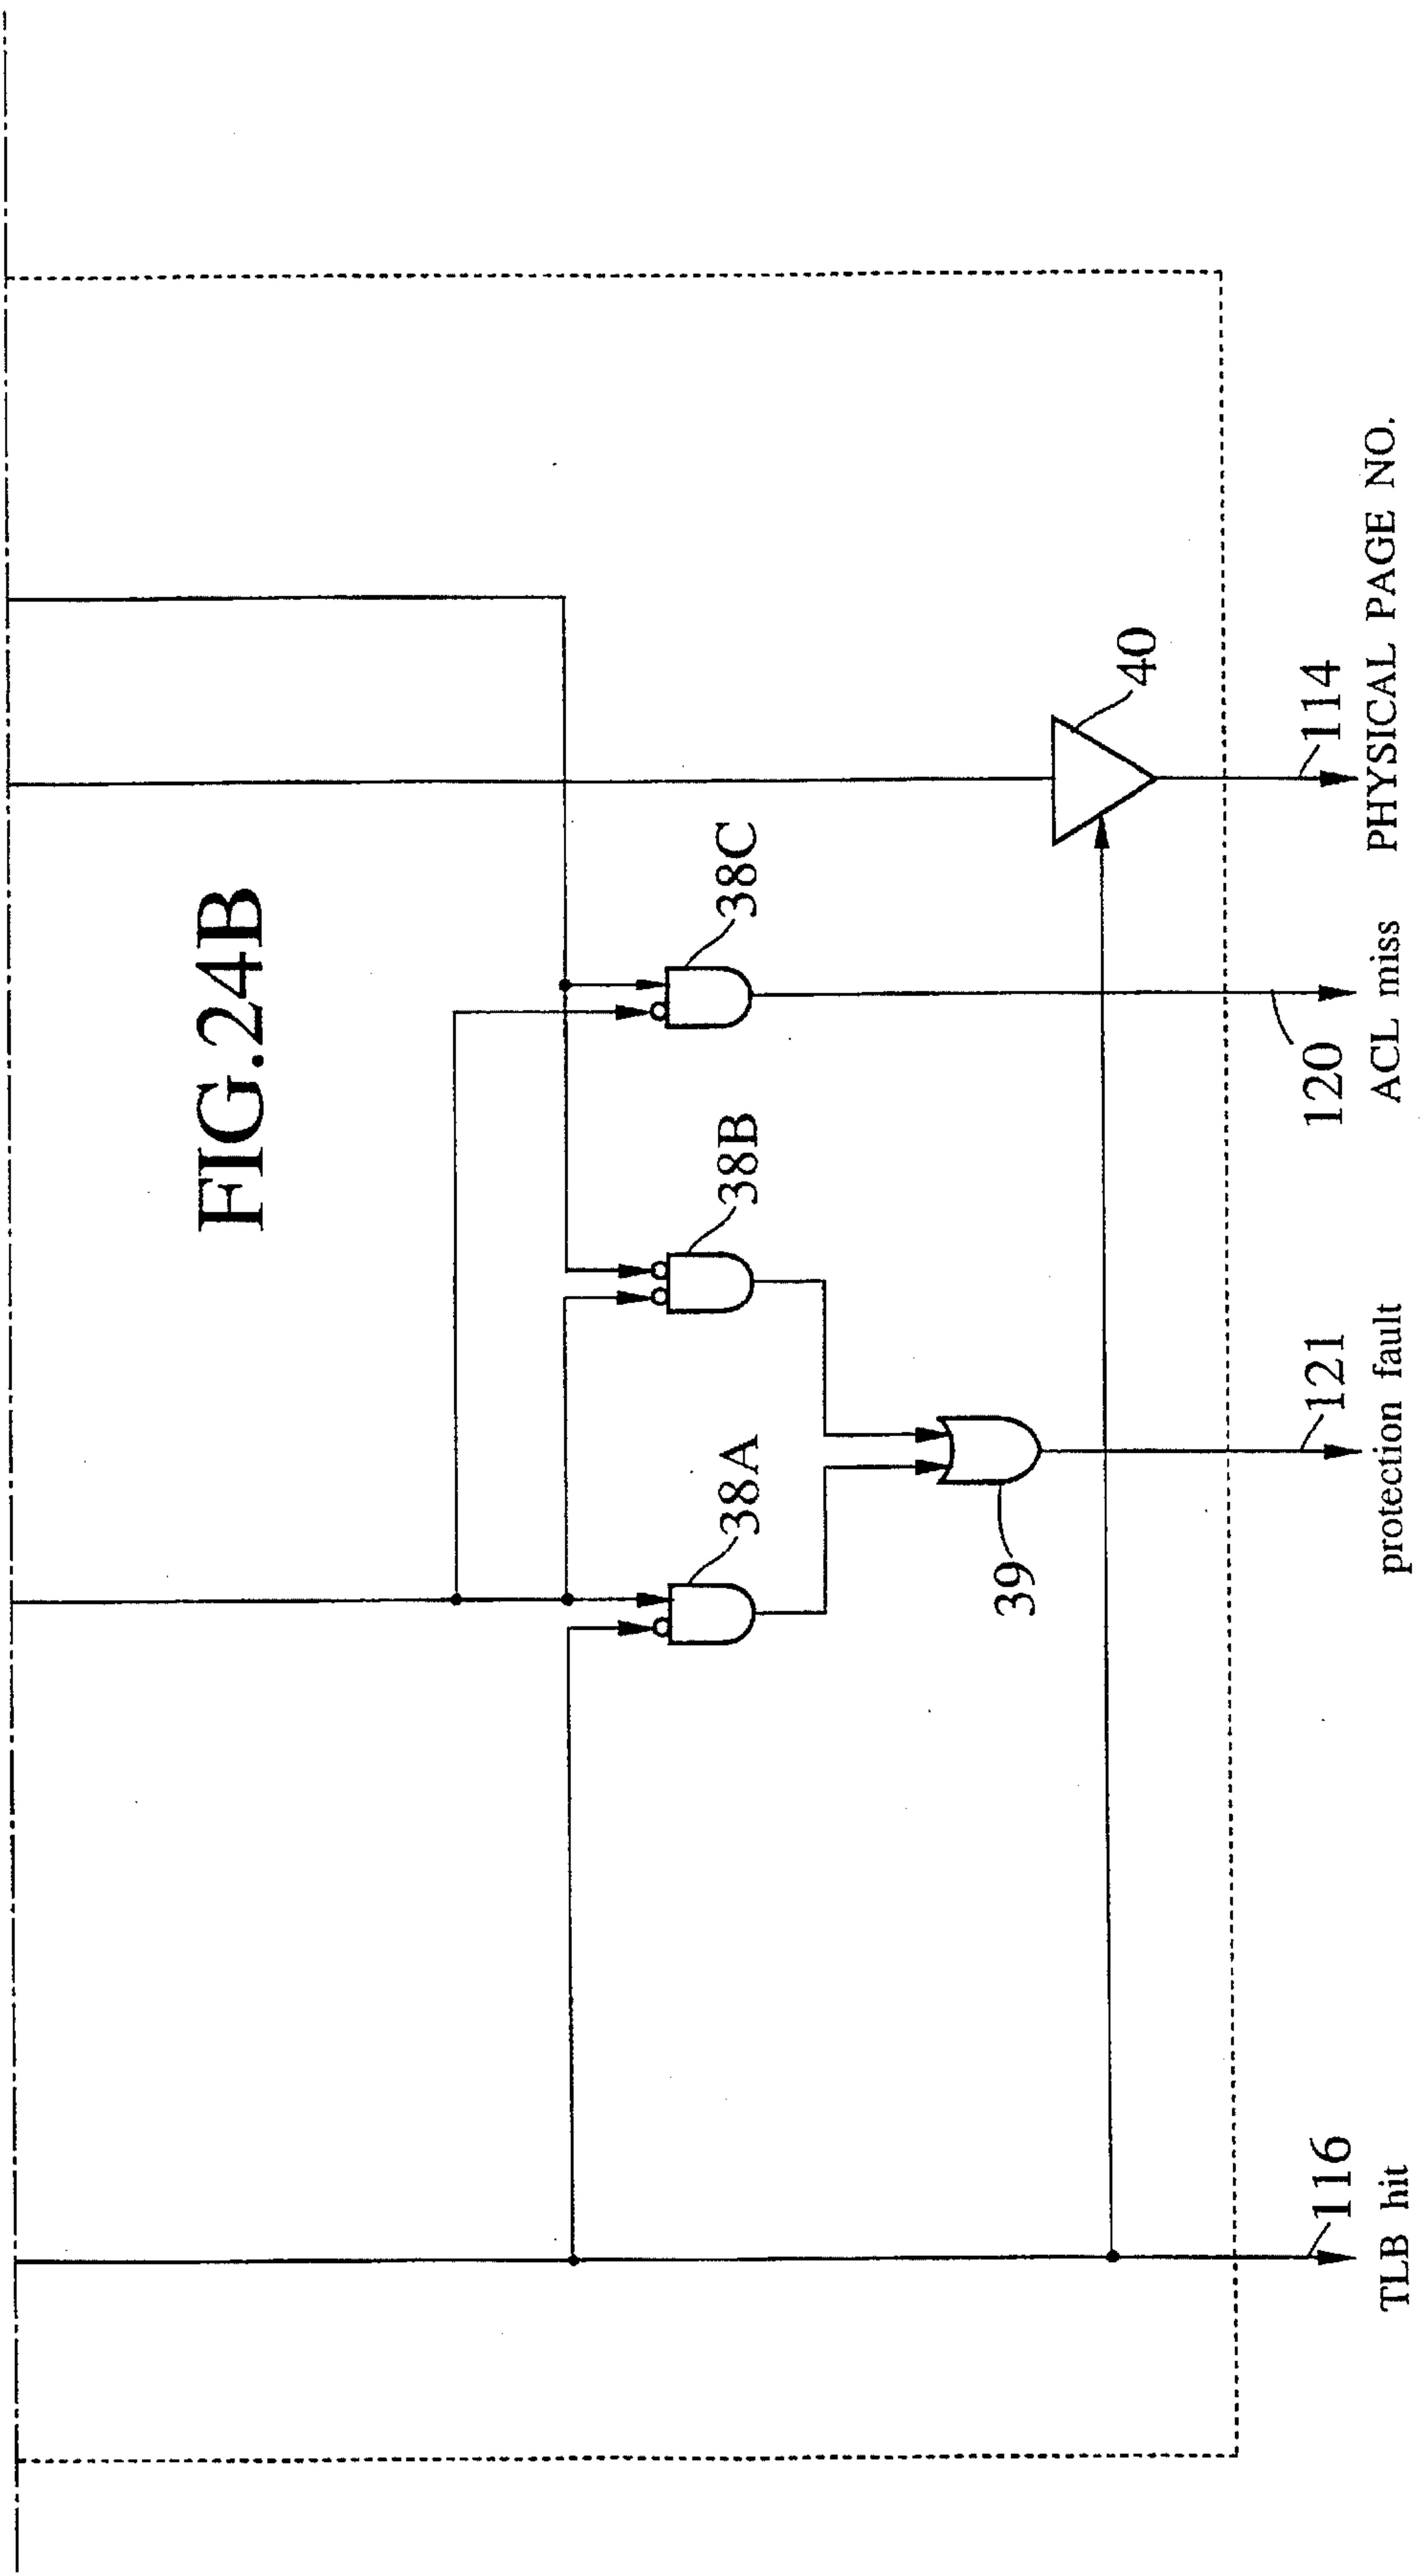 FIG.24B
38A
38B
38C
39
40
116
TLB hit
121
protection fault
120
ACL miss
114
PHYSICAL PAGE NO.